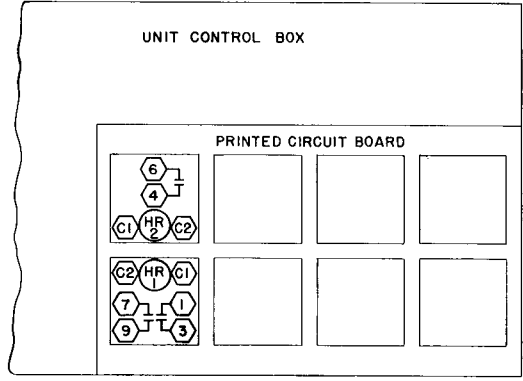 UNIT CONTROL BOX
PRINTED CIRCUIT BOARD
6
4
C1 HR 2 C2
C2 HR 1 C1
7 1
9 3